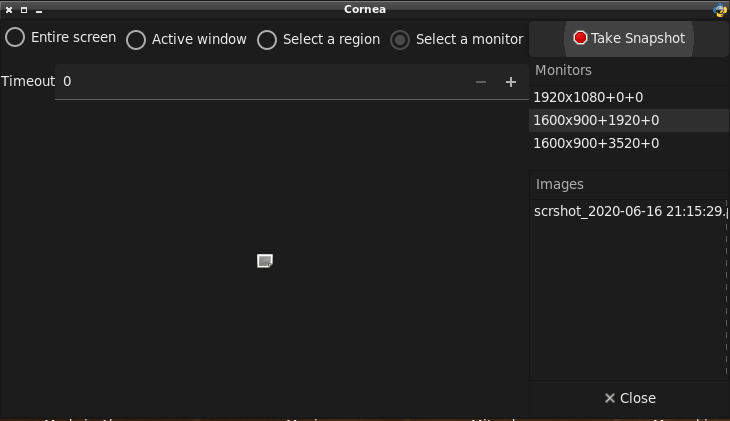 Cornea
Entire screen
Active window
Select a region
Select a monitor
Take Snapshot
Timeout
0
Monitors
1920x1080+0+0
1600x900+1920+0
1600x900+3520+0
Images
scrshot_2020-06-16 21:15:29.
Close